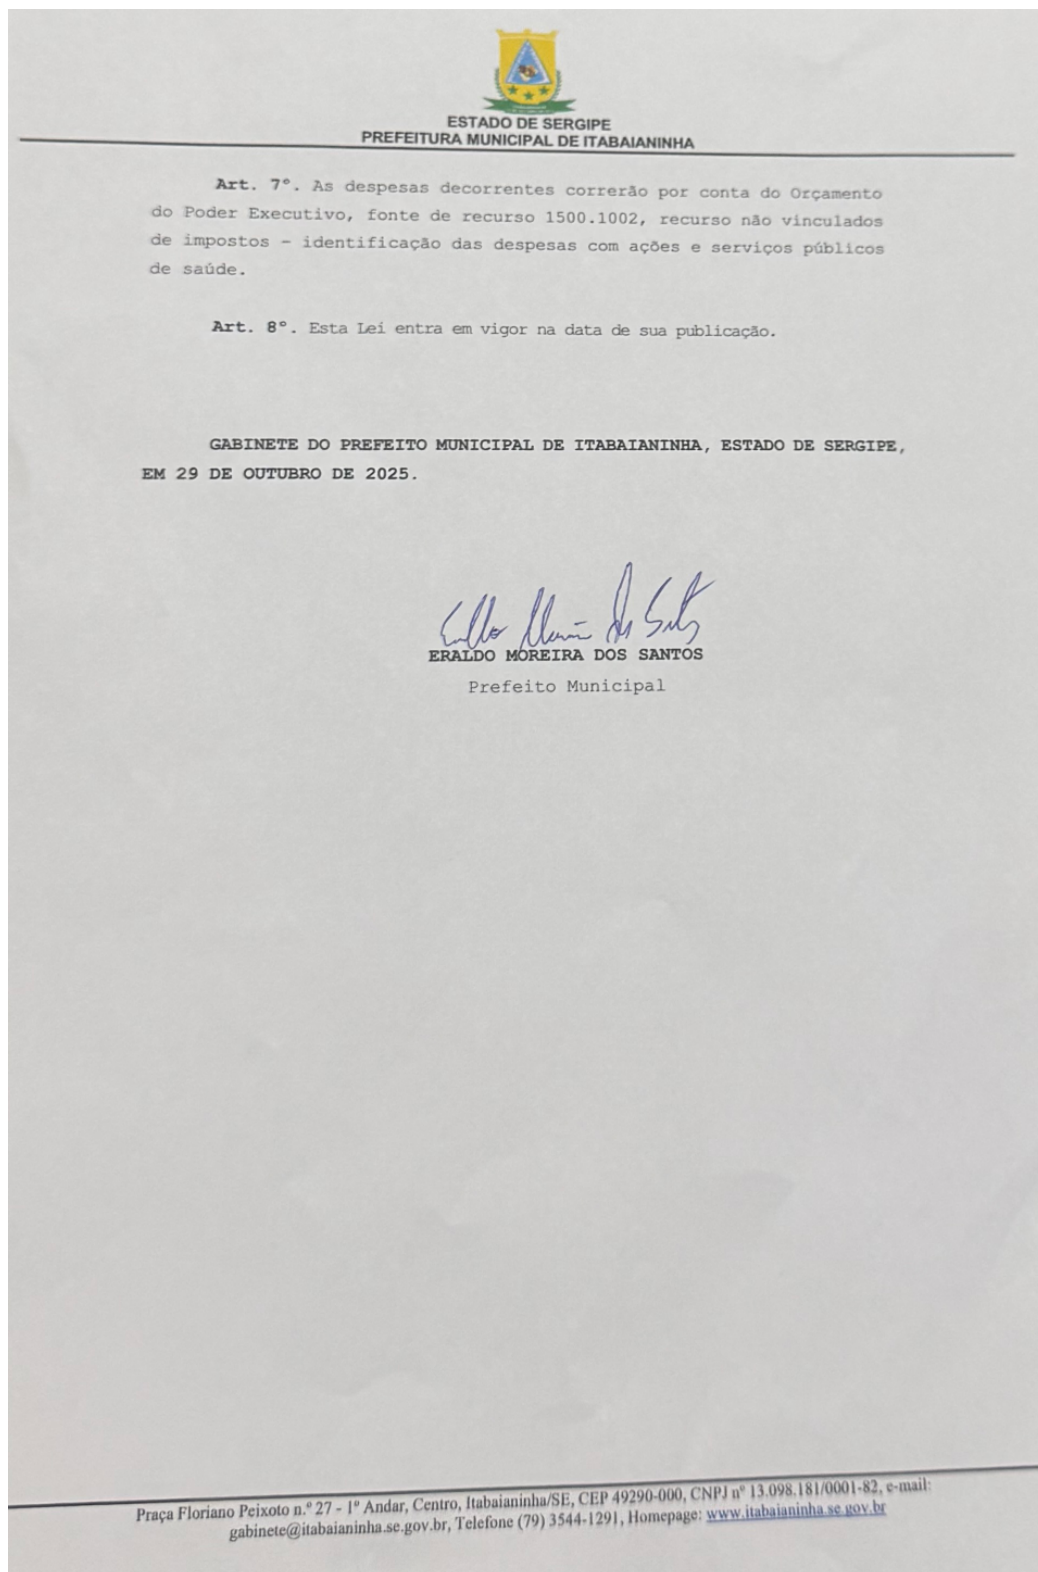 ESTADO DE SERGIPE
PREFEITURA MUNICIPAL DE ITABAIANINHA
Art. 7º. As despesas decorrentes correrão por conta do Orçamento
do Poder Executivo, fonte de recurso 1500.1002, recurso não vinculados
de impostos – identificação das despesas com ações e serviços públicos
de saúde.
Art. 8º. Esta Lei entra em vigor na data de sua publicação.
GABINETE DO PREFEITO MUNICIPAL DE ITABAIANINHA, ESTADO DE SERGIPE,
EM 29 DE OUTUBRO DE 2025.
ERALDO MOREIRA DOS SANTOS
Prefeito Municipal
Praça Floriano Peixoto n.º 27 - 1º Andar, Centro, Itabaianinha/SE, CEP 49290-000, CNPJ nº 13.098.181/0001-82, e-mail:
gabinete@itabaianinha.se.gov.br, Telefone (79) 3544-1291, Homepage: www.itabaianinha.se.gov.br